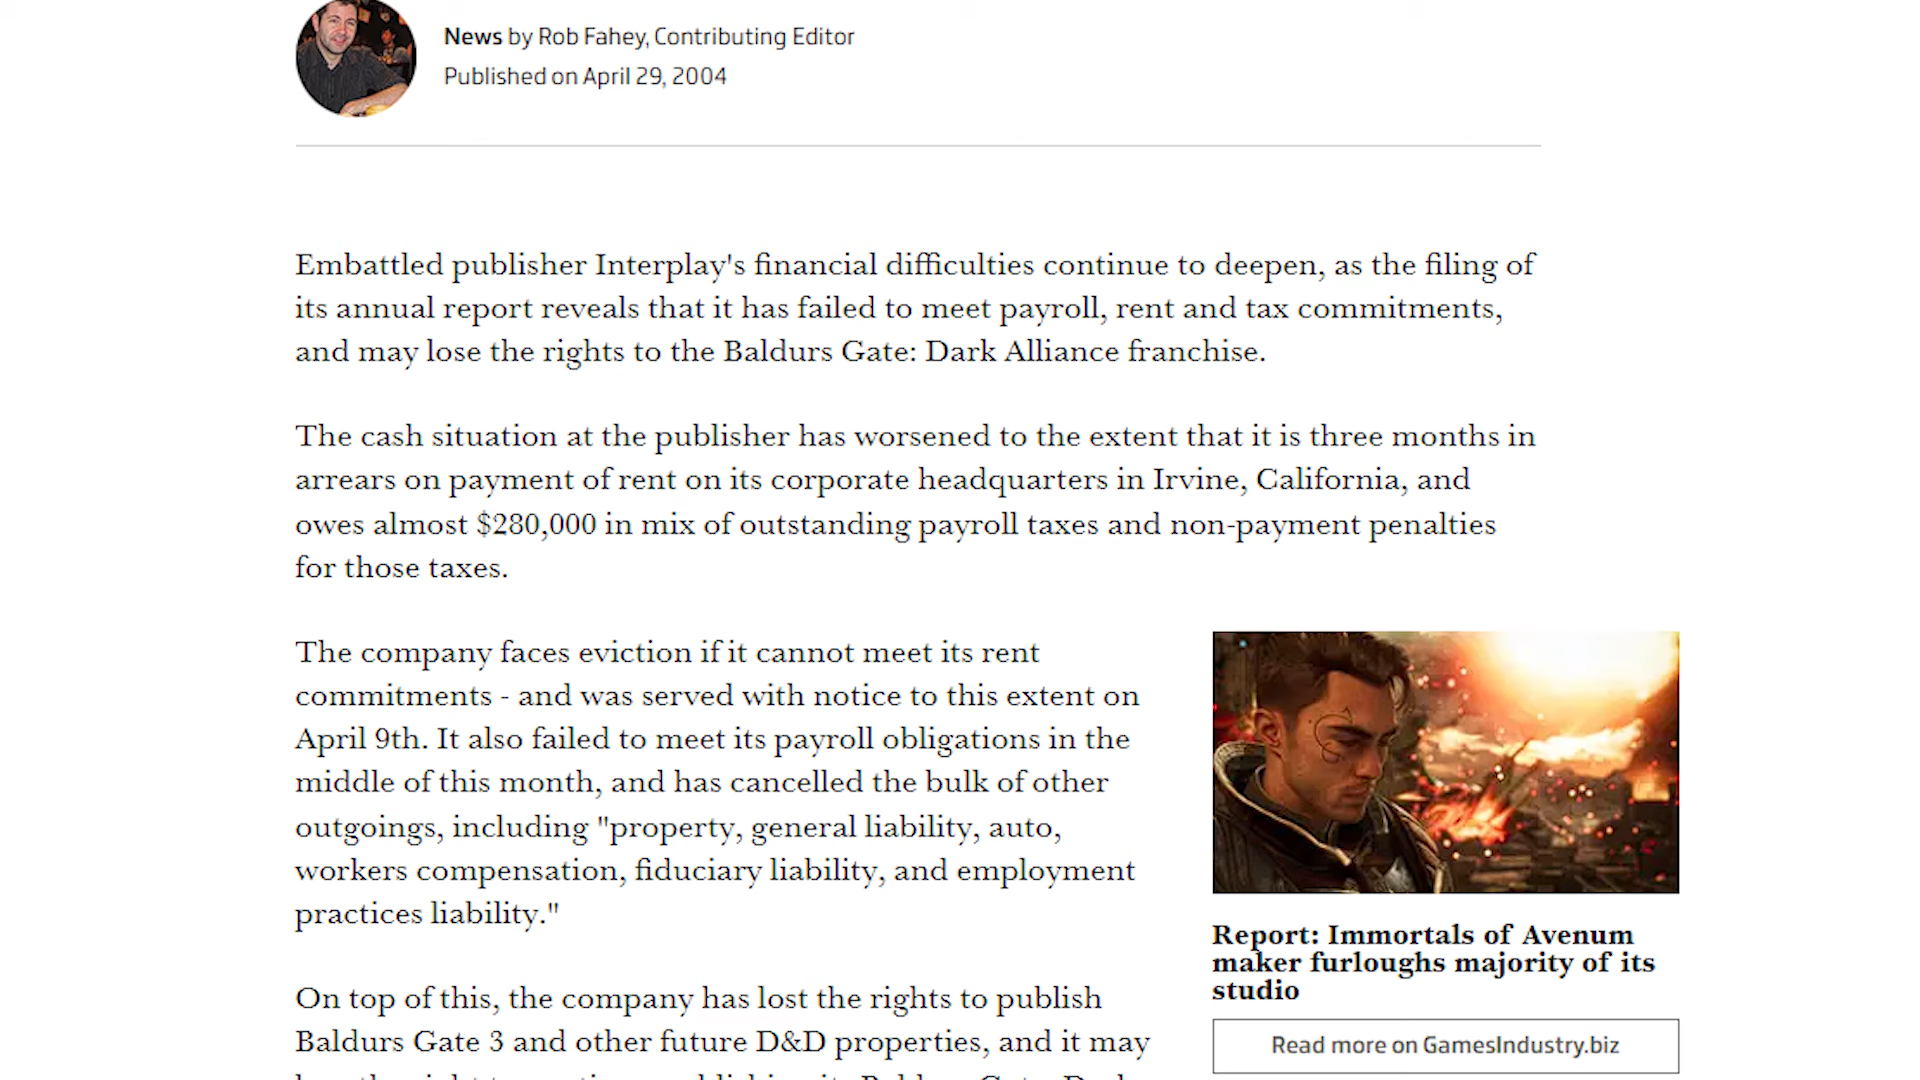 News by Rob Fahey, Contributing Editor
Published on April 29, 2004
Embattled publisher Interplay's financial difficulties continue to deepen, as the filing of
its annual report reveals that it has failed to meet payroll, rent and tax commitments,
and may lose the rights to the Baldurs Gate: Dark Alliance franchise.
The cash situation at the publisher has worsened to the extent that it is three months in
arrears on payment of rent on its corporate headquarters in Irvine, California, and
owes almost $280,000 in mix of outstanding payroll taxes and non-payment penalties
for those taxes.
The company faces eviction if it cannot meet its rent
commitments - and was served with notice to this extent on
April 9th. It also failed to meet its payroll obligations in the
middle of this month, and has cancelled the bulk of other
outgoings, including "property, general liability, auto,
workers compensation, fiduciary liability, and employment
practices liability."
On top of this, the company has lost the rights to publish
Baldurs Gate 3 and other future D&D properties, and it may
Report: Immortals of Avenum
maker furloughs majority of its
studio
Read more on GamesIndustry.biz